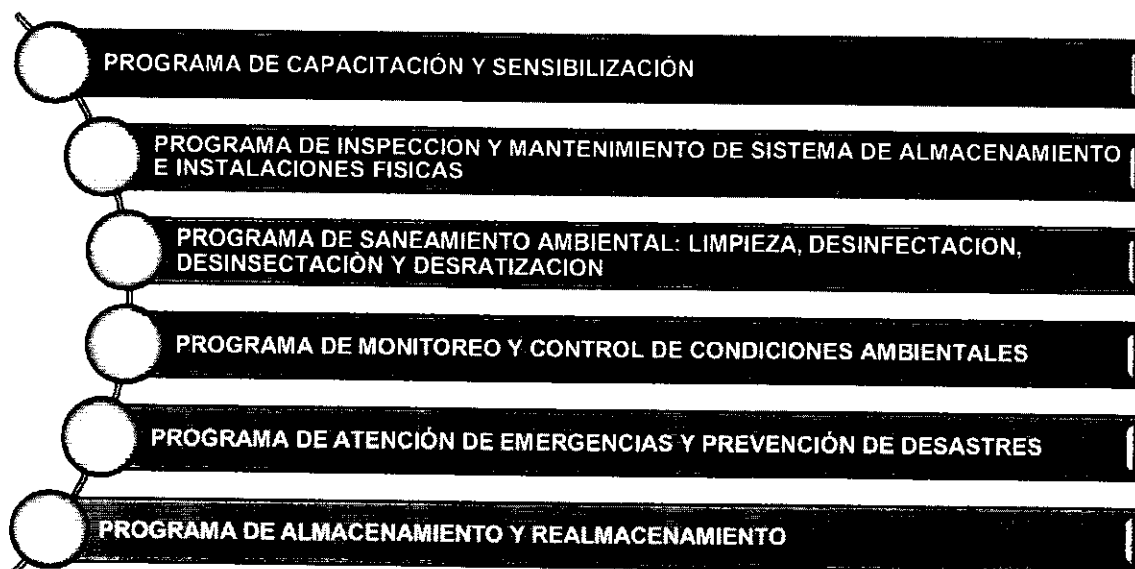 PROGRAMA DE CAPACITACIÓN Y SENSIBILIZACIÓN
PROGRAMA DE INSPECCION Y MANTENIMIENTO DE SISTEMA DE ALMACENAMIENTO
E INSTALACIONES FISICAS
PROGRAMA DE SANEAMIENTO AMBIENTAL: LIMPIEZA, DESINFECTACION,
DESINSECTACIÒN Y DESRATIZACION
PROGRAMA DE MONITOREO Y CONTROL DE CONDICIONES AMBIENTALES
PROGRAMA DE ATENCIÓN DE EMERGENCIAS Y PREVENCIÓN DE DESASTRES
PROGRAMA DE ALMACENAMIENTO Y REALMACENAMIENTO